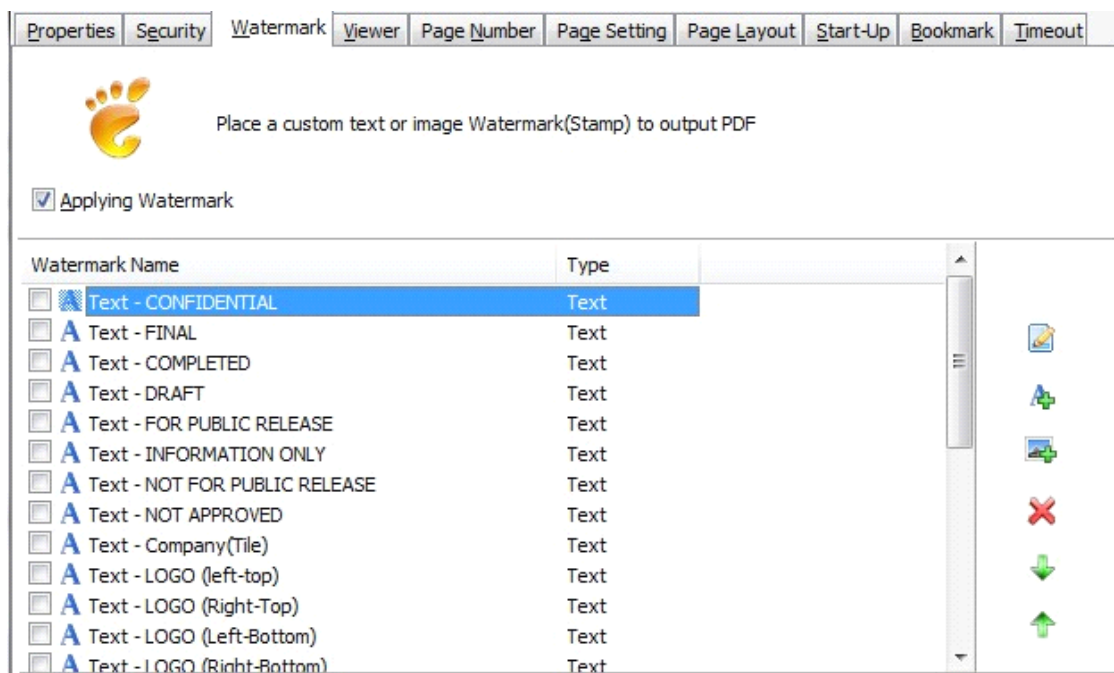 Properties Security Watermark Viewer Page Number Page Setting Page Layout Start-Up Bookmark Timeout
Place a custom text or image Watermark(Stamp) to output PDF
Applying Watermark
Watermark Name Type
Text - CONFIDENTIAL Text
Text - FINAL Text
Text - COMPLETED Text
Text - DRAFT Text
Text - FOR PUBLIC RELEASE Text
Text - INFORMATION ONLY Text
Text - NOT FOR PUBLIC RELEASE Text
Text - NOT APPROVED Text
Text - Company(Tile) Text
Text - LOGO (left-top) Text
Text - LOGO (Right-Top) Text
Text - LOGO (Left-Bottom) Text
Text - LOGO (Right-Bottom) Text